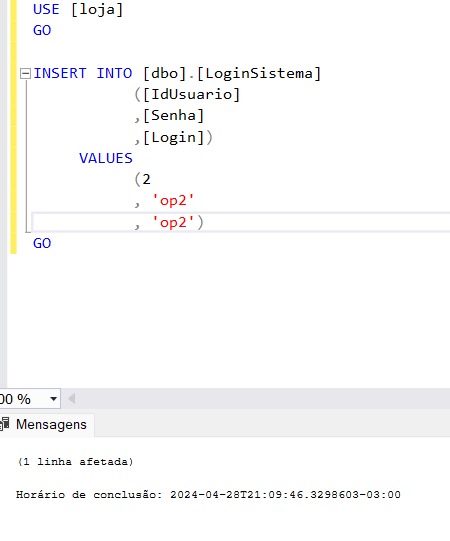 USE [loja]
GO
INSERT INTO [dbo].[LoginSistema]
([IdUsuario]
,[Senha]
,[Login])
VALUES
(2
, 'op2'
, 'op2')
GO
00 %
Mensagens
(1 linha afetada)
Horário de conclusão: 2024-04-28T21:09:46.3298603-03:00